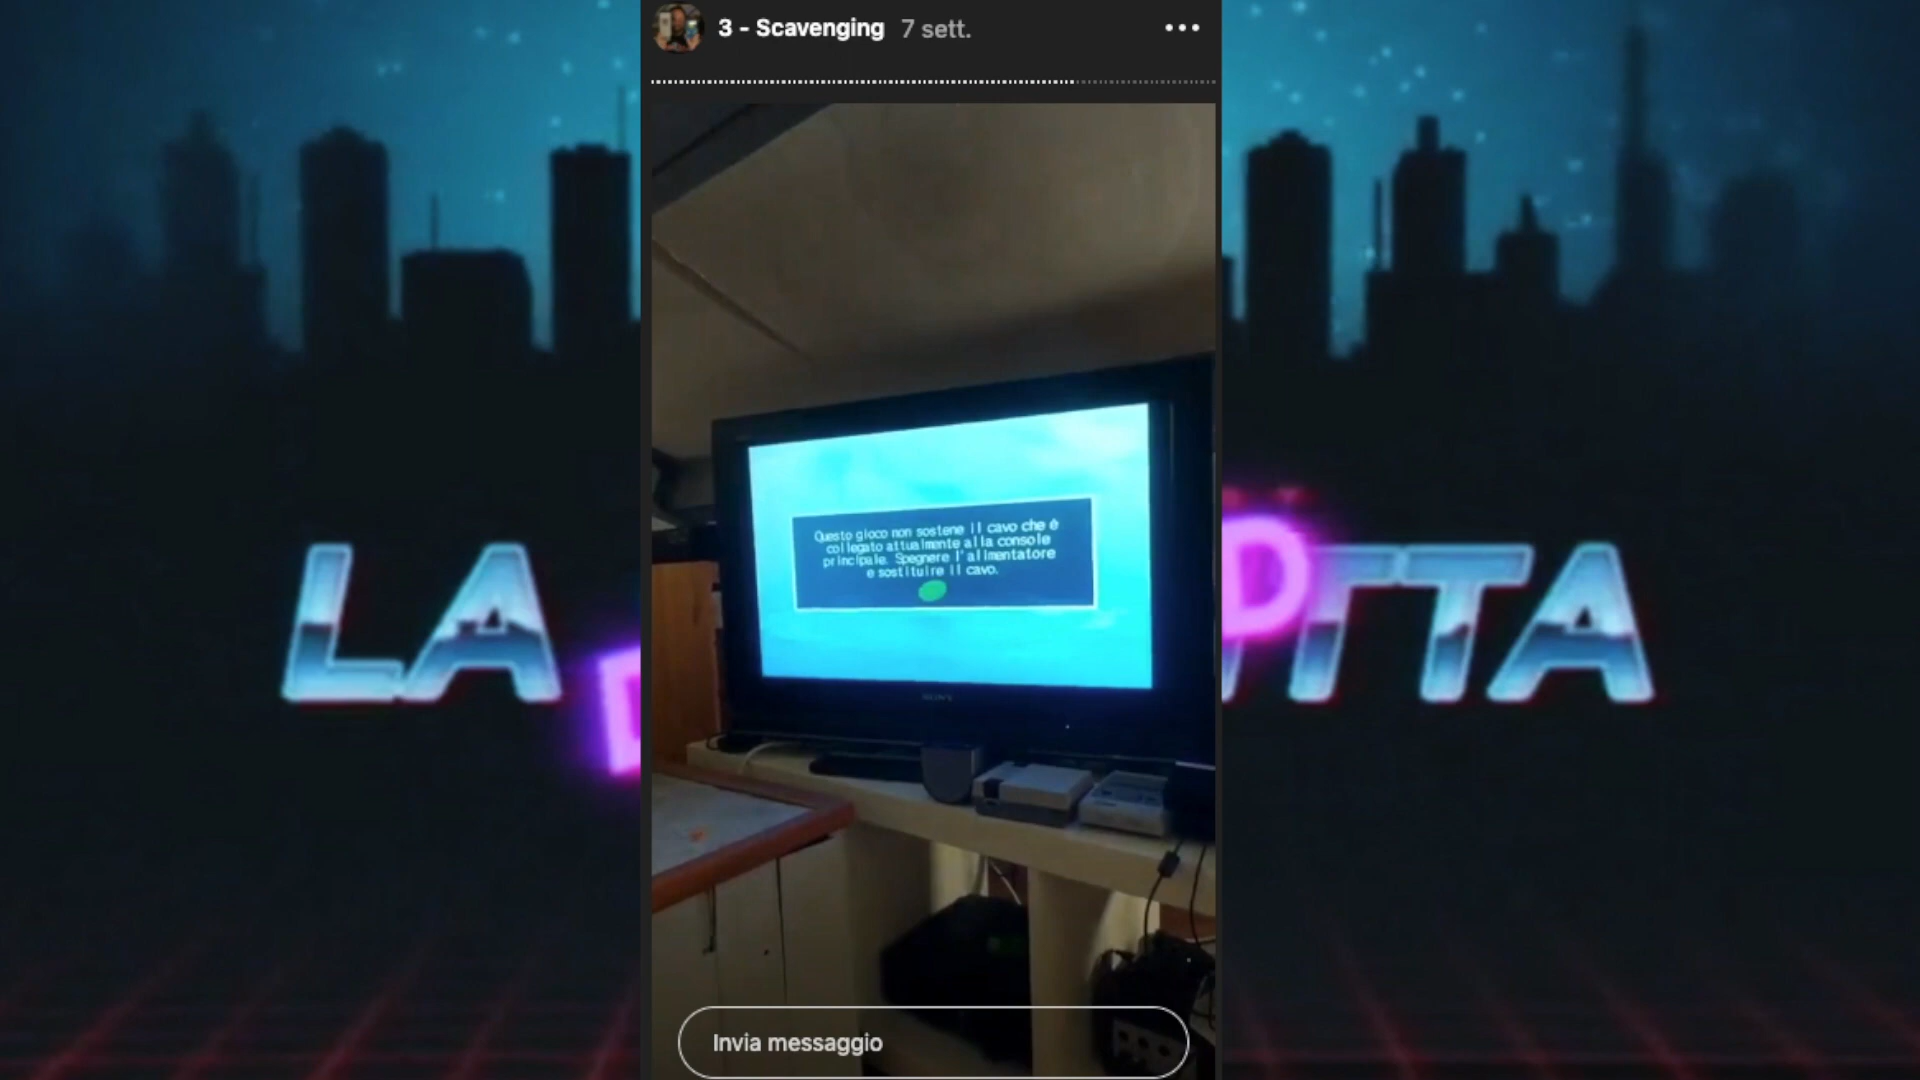 3 - Scavenging 7 sett.
Questo gioco non sostene il cavo che è
collegato attualmente alla console
principale. Spegnere l'alimentatore
e sostituire il cavo.
SONY
LA
TTA
Invia messaggio